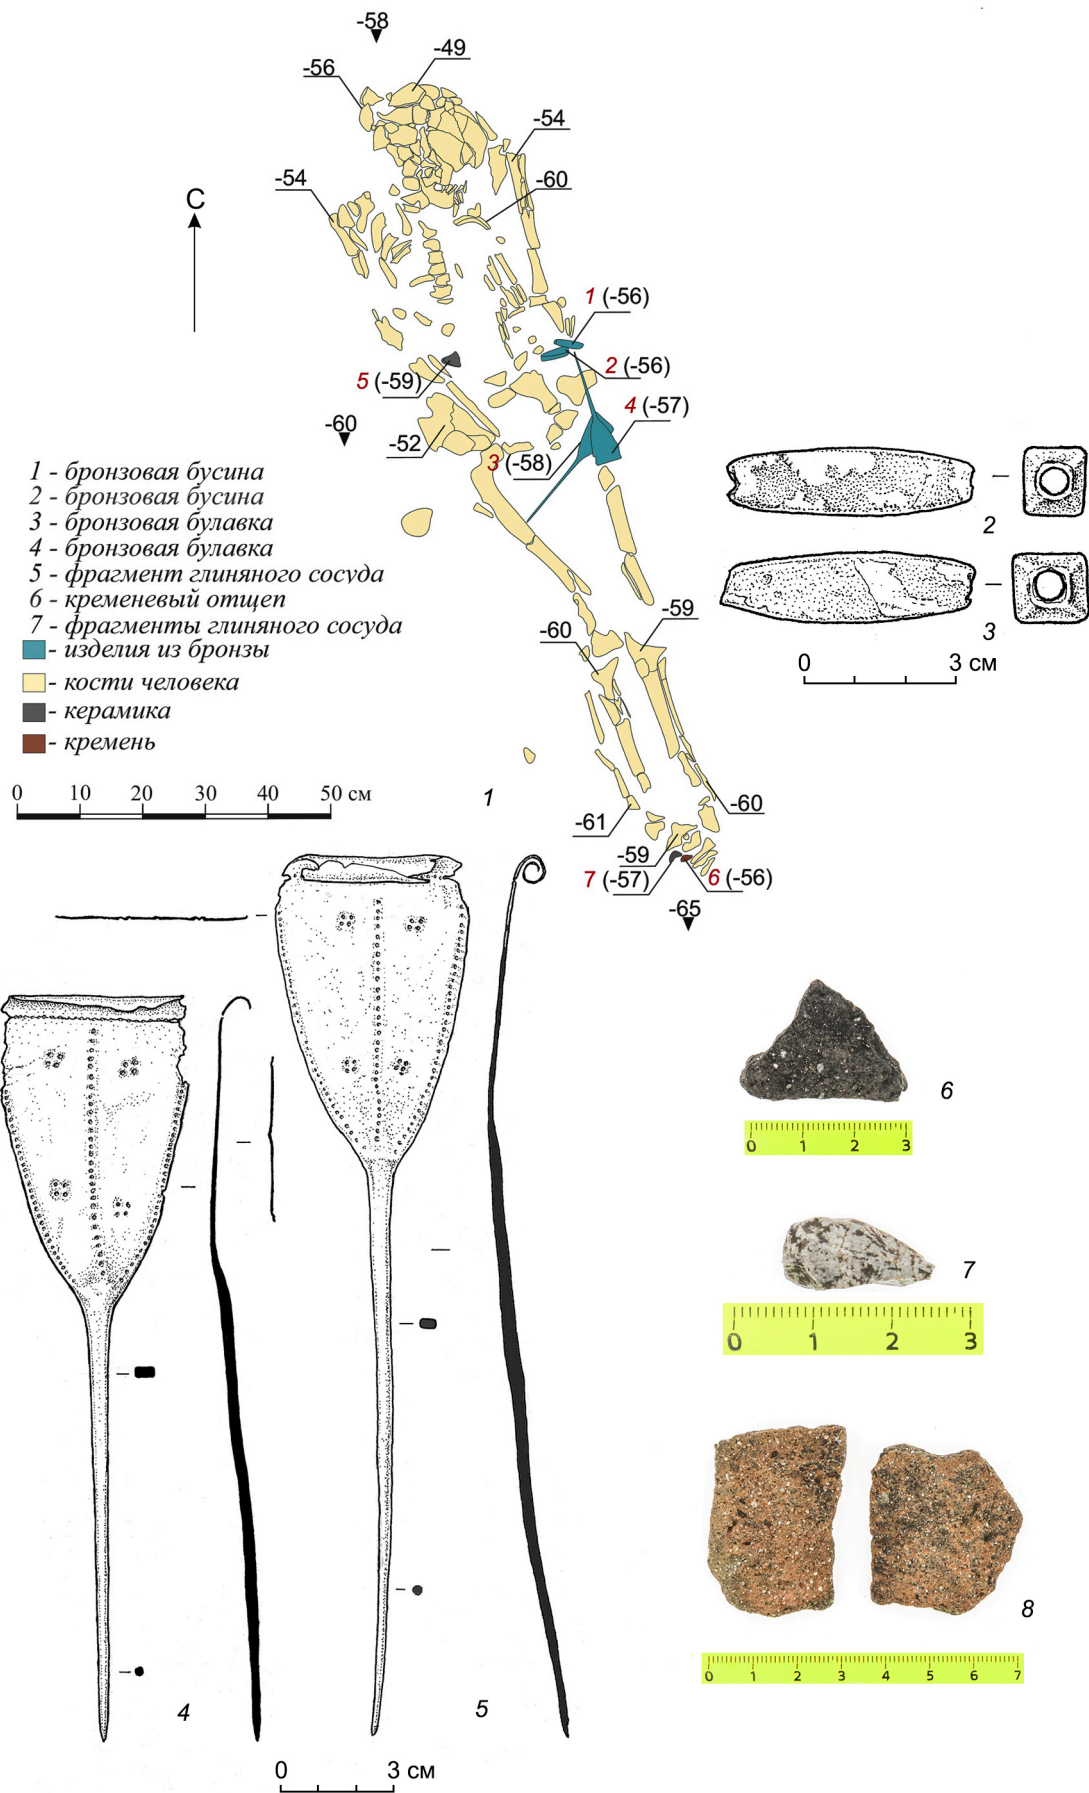 -58
-49
-56
-54
-54
-60
С
1 (-56)
2 (-56)
5 (-59)
4 (-57)
-60
-52
3 (-58)
1 - бронзовая бусина
2 - бронзовая бусина
3 - бронзовая булавка
4 - бронзовая булавка
5 - фрагмент глиняного сосуда
6 - кременевый отщеп
7 - фрагменты глиняного сосуда
- изделия из бронзы
- кости человека
- керамика
- кремень
2
3
0 3 см
-59
-60
0 10 20 30 40 50 см
1
-60
-61
-59
7 (-57)
6 (-56)
-65
6
0 1 2 3
7
0 1 2 3
8
0 1 2 3 4 5 6 7
4
5
0 3 см